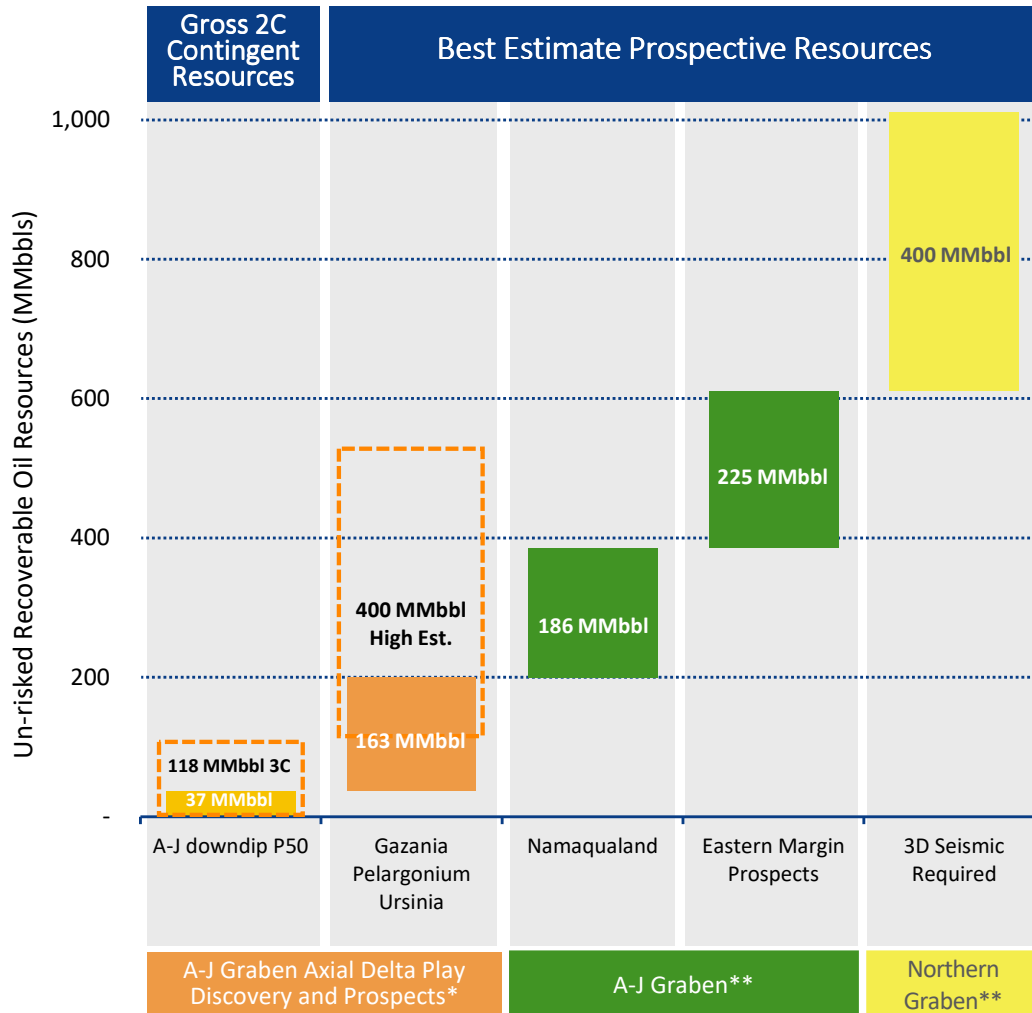 Gross 2C
Contingent
Resources
Best Estimate Prospective Resources
Un-risked Recoverable Oil Resources (MMbbls)
1,000
800
600
400
200
-
400 MMbbl
225 MMbbl
400 MMbbl
High Est.
186 MMbbl
163 MMbbl
118 MMbbl 3C
37 MMbbl
A-J downdip P50
Gazania
Pelargonium
Ursinia
Namaqualand
Eastern Margin
Prospects
3D Seismic
Required
A-J Graben Axial Delta Play
Discovery and Prospects*
A-J Graben**
Northern
Graben**